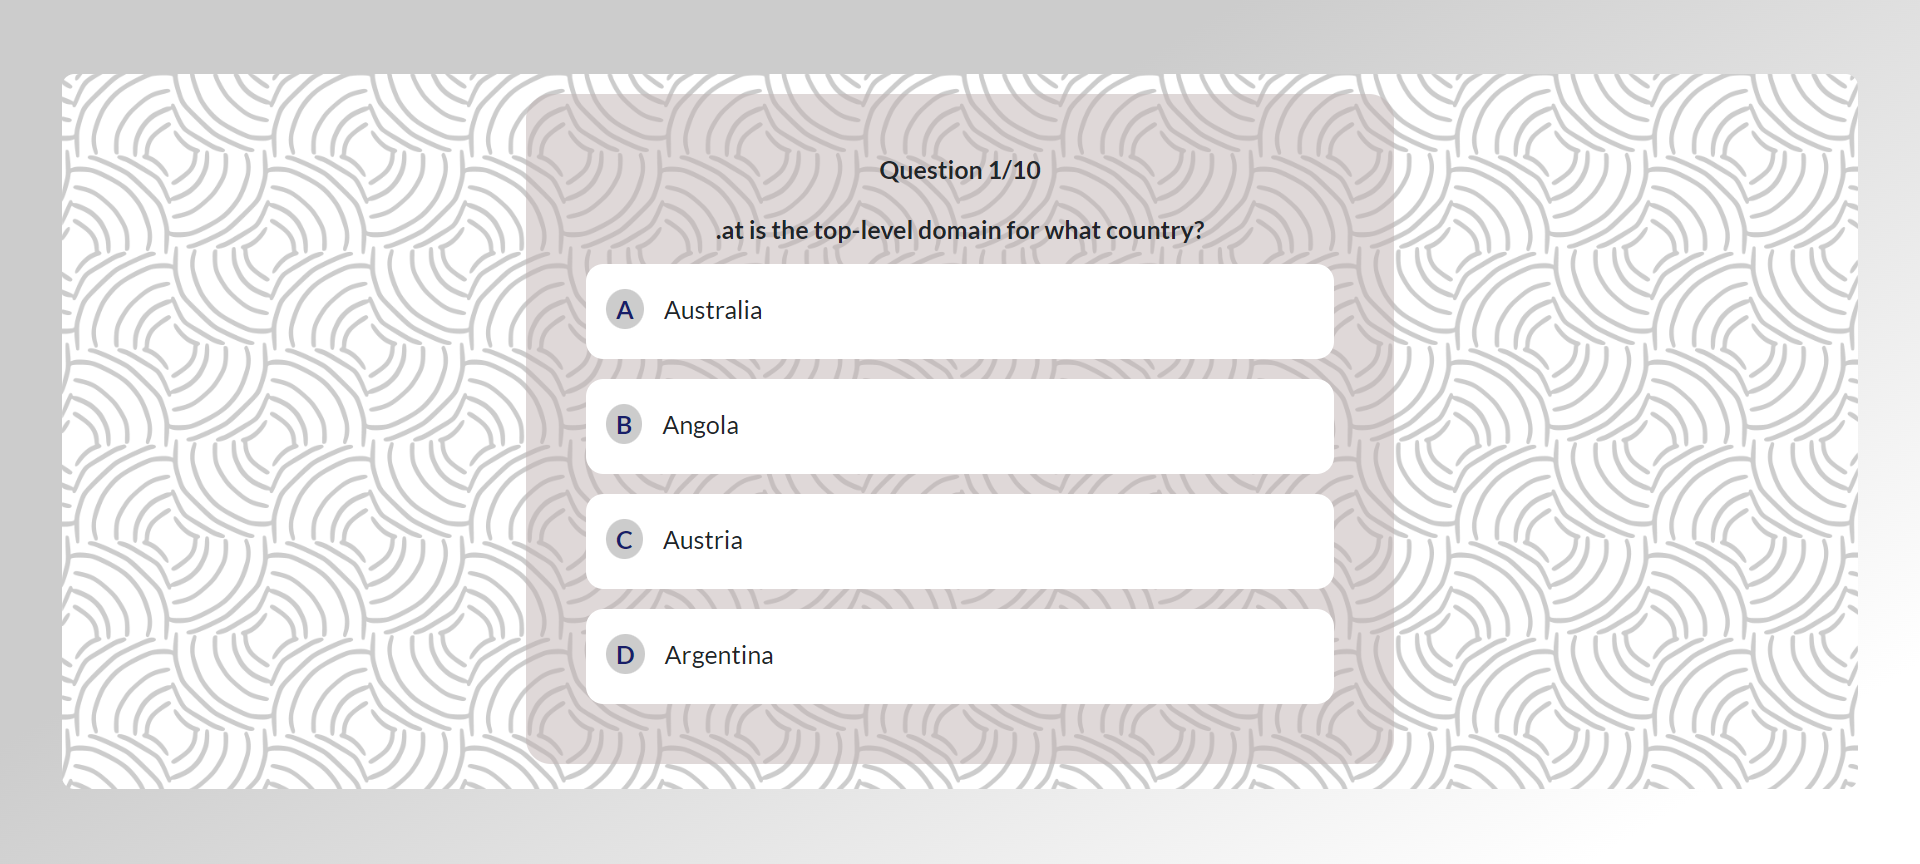 Question 1/10
.at is the top-level domain for what country?
A Australia
B Angola
C Austria
D Argentina